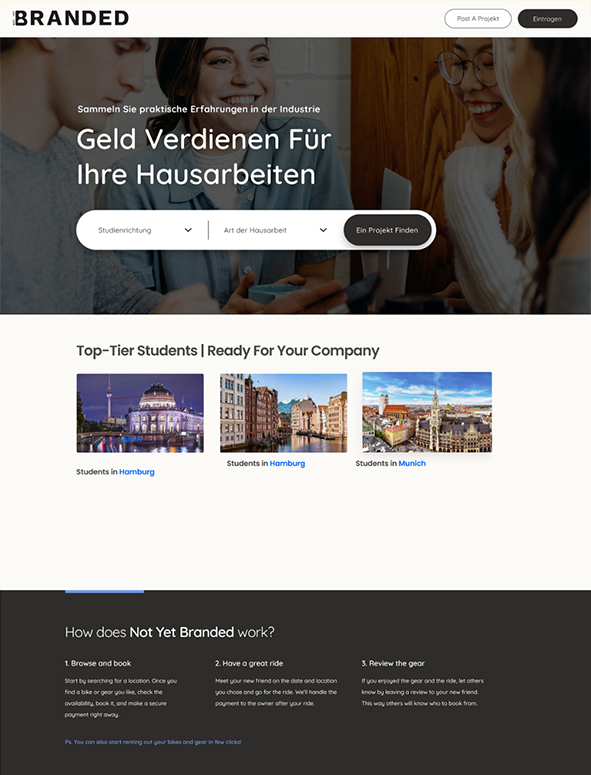 BRANDED
Post A Projekt
Eintragen
Sammeln Sie praktische Erfahrungen in der Industrie
Geld Verdienen Für
Ihre Hausarbeiten
Studienrichtung
Art der Hausarbeit
Ein Projekt Finden
Top-Tier Students | Ready For Your Company
Students in Hamburg
Students in Hamburg
Students in Munich
How does Not Yet Branded work?
1. Browse and book
Start by searching for a location. Once you
find a bike or gear you like, check the
availability, book it, and make a secure
payment right away.
2. Have a great ride
Meet your new friend on the date and location
you chose and go for the ride. We'll handle the
payment to the owner after your ride.
3. Review the gear
If you enjoyed the gear and the ride, let others
know by leaving a review to your new friend.
This way others will know who to book from.
Ps. You can also start renting out your bikes and gear in few clicks!